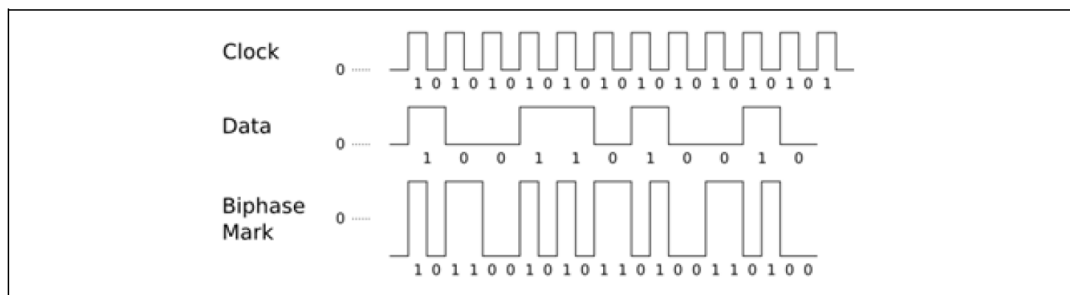 Clock
0 ......
1 0 1 0 1 0 1 0 1 0 1 0 1 0 1 0 1 0 1 0 1 0 1
Data
0 ......
1 0 0 1 1 0 1 0 0 1 0
Biphase
Mark
0 ......
1 0 1 1 0 0 1 0 1 0 1 1 0 1 0 0 1 1 0 1 0 0